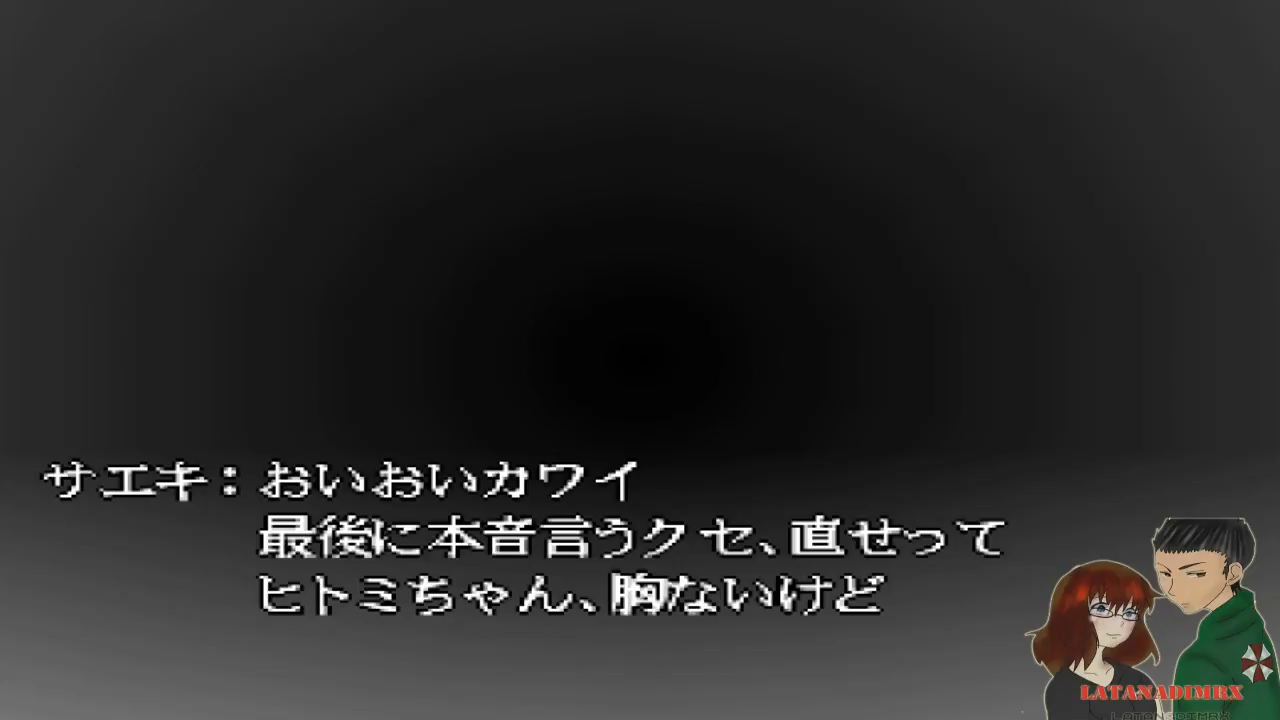 サエキ：おいおいカワイ
最後に本音言うクセ、直せって
ヒトミちゃん、胸ないけど
LATANADIMRX
LATANADIMRX